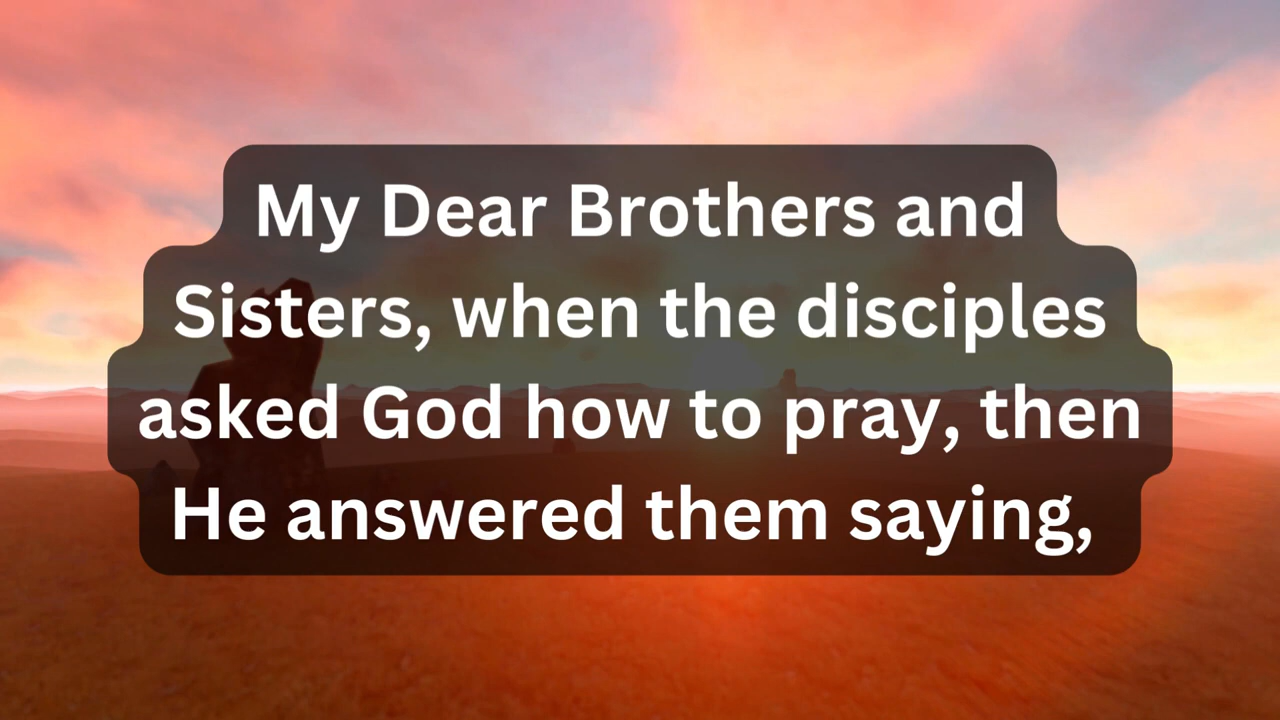 My Dear Brothers and
Sisters, when the disciples
asked God how to pray, then
He answered them saying,